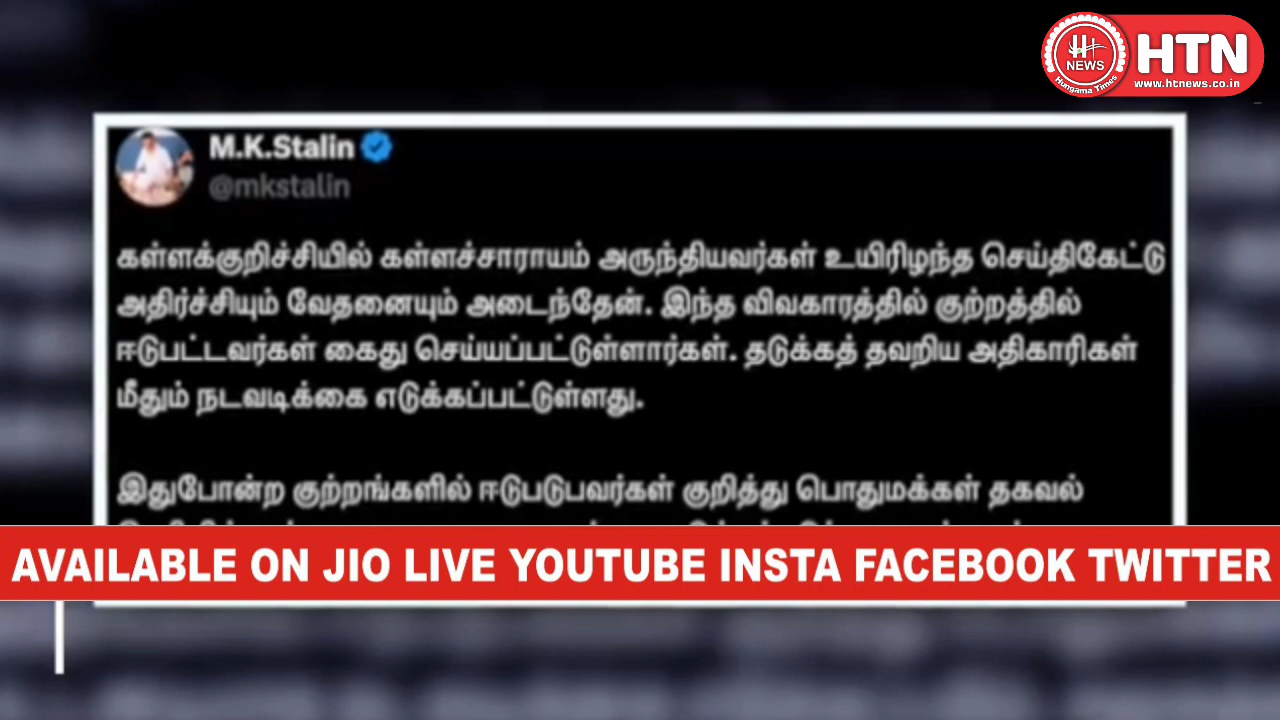 H
NEWS
Hungama Times
HTN
www.htnews.co.in
M.K.Stalin
@mkstalin
கள்ளக்குறிச்சியில் கள்ளச்சாராயம் அருந்தியவர்கள் உயிரிழந்த செய்திகேட்டு
அதிர்ச்சியும் வேதனையும் அடைந்தேன். இந்த விவகாரத்தில் குற்றத்தில்
ஈடுபட்டவர்கள் கைது செய்யப்பட்டுள்ளார்கள். தடுக்கத் தவறிய அதிகாரிகள்
மீதும் நடவடிக்கை எடுக்கப்பட்டுள்ளது.
இதுபோன்ற குற்றங்களில் ஈடுபடுபவர்கள் குறித்து பொதுமக்கள் தகவல்
AVAILABLE ON JIO LIVE YOUTUBE INSTA FACEBOOK TWITTER